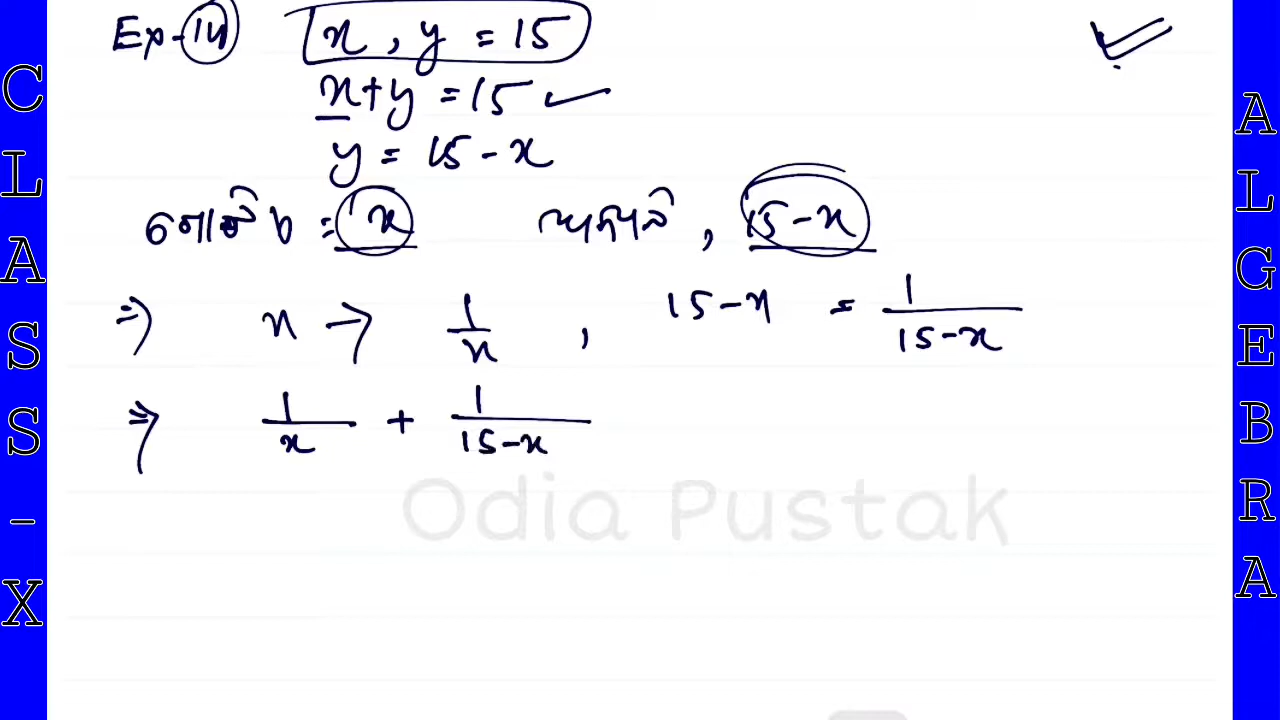 Ex-14 x, y = 15
x+y = 15 ✓
y = 15 - x
ଗୋଟିଏ = x ଅନ୍ୟଟି, 15-x
⇒ x → 1/x , 15-x = 1/(15-x)
⇒ 1/x + 1/(15-x)
Odia Pustak
CLASS-X
ALGEBRA